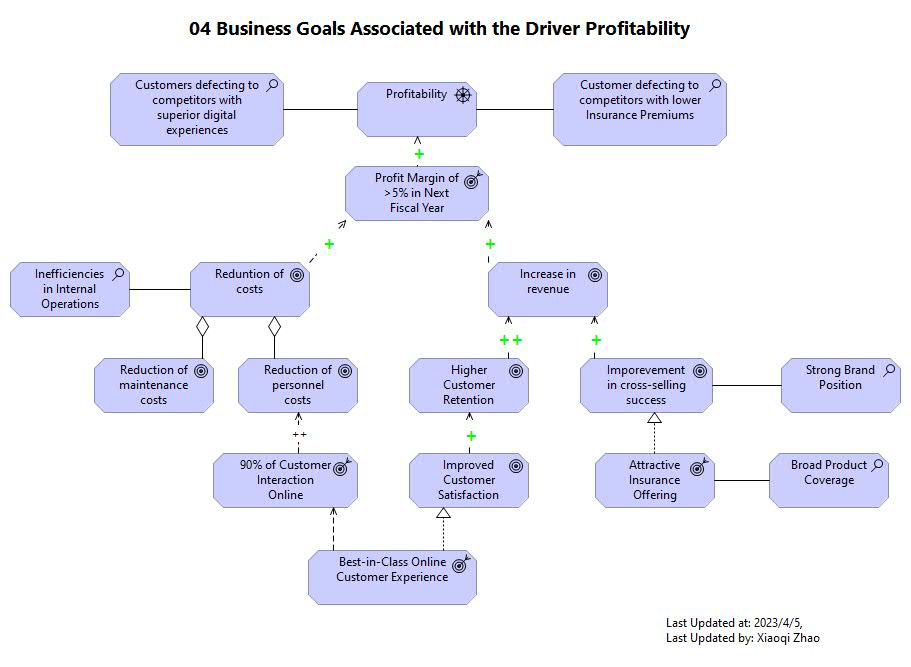 04 Business Goals Associated with the Driver Profitability
Customers defecting to
competitors with
superior digital
experiences
Profitability
Customer defecting to
competitors with lower
Insurance Premiums
+
Profit Margin of
>5% in Next
Fiscal Year
+
+
Inefficiencies
in Internal
Operations
Reduntion of
costs
Increase in
revenue
++
+
Reduction of
maintenance
costs
Reduction of
personnel
costs
Higher
Customer
Retention
Imporevement
in cross-selling
success
Strong Brand
Position
++
+
90% of Customer
Interaction
Online
Improved
Customer
Satisfaction
Attractive
Insurance
Offering
Broad Product
Coverage
Best-in-Class Online
Customer Experience
Last Updated at: 2023/4/5,
Last Updated by: Xiaoqi Zhao